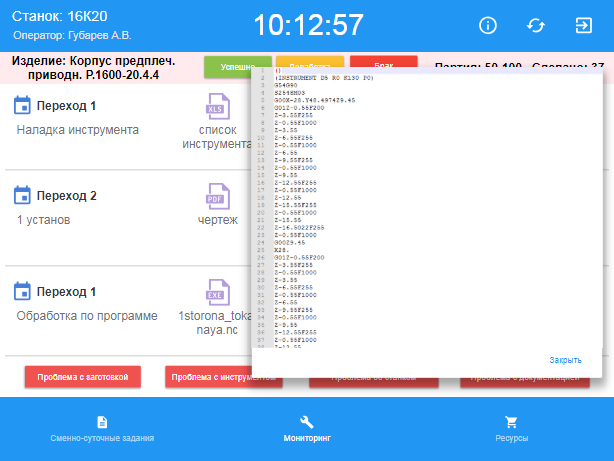 Станок: 16К20
Оператор: Губарев А.В.
10:12:57
Изделие: Корпус предплеч.
приводн. Р.1600-20.4.4
Успешно
Доработка
Брак
Партия: 50-100 Сделано: 37
Переход 1
Наладка инструмента
XLS
список
инструмента
Переход 2
1 установ
PDF
чертеж
Переход 1
Обработка по программе
EXE
1storona_toka
naya.nc
1
2 (INSTRUMENT D5 R0 K130 P0)
3 G54G90
4 S2548M03
5 G00X-28.Y48.4974Z9.45
6 G01Z-0.55F200
7 Z-3.55F255
8 Z-0.55F1000
9 Z-3.55
10 Z-6.55F255
11 Z-0.55F1000
12 Z-6.55
13 Z-9.55F255
14 Z-0.55F1000
15 Z-9.55
16 Z-12.55F255
17 Z-0.55F1000
18 Z-12.55
19 Z-15.55F255
20 Z-0.55F1000
21 Z-15.55
22 Z-16.5022F255
23 Z-0.55F1000
24 G00Z9.45
25 X28.
26 G01Z-0.55F200
27 Z-3.55F255
28 Z-0.55F1000
29 Z-3.55
30 Z-6.55F255
31 Z-0.55F1000
32 Z-6.55
33 Z-9.55F255
34 Z-0.55F1000
35 Z-9.55
36 Z-12.55F255
37 Z-0.55F1000
38 Z-12.55
Закрыть
Проблема с заготовкой
Проблема с инструментом
Проблема со станком
Проблема с документацией
Сменно-суточные задания
Мониторинг
Ресурсы